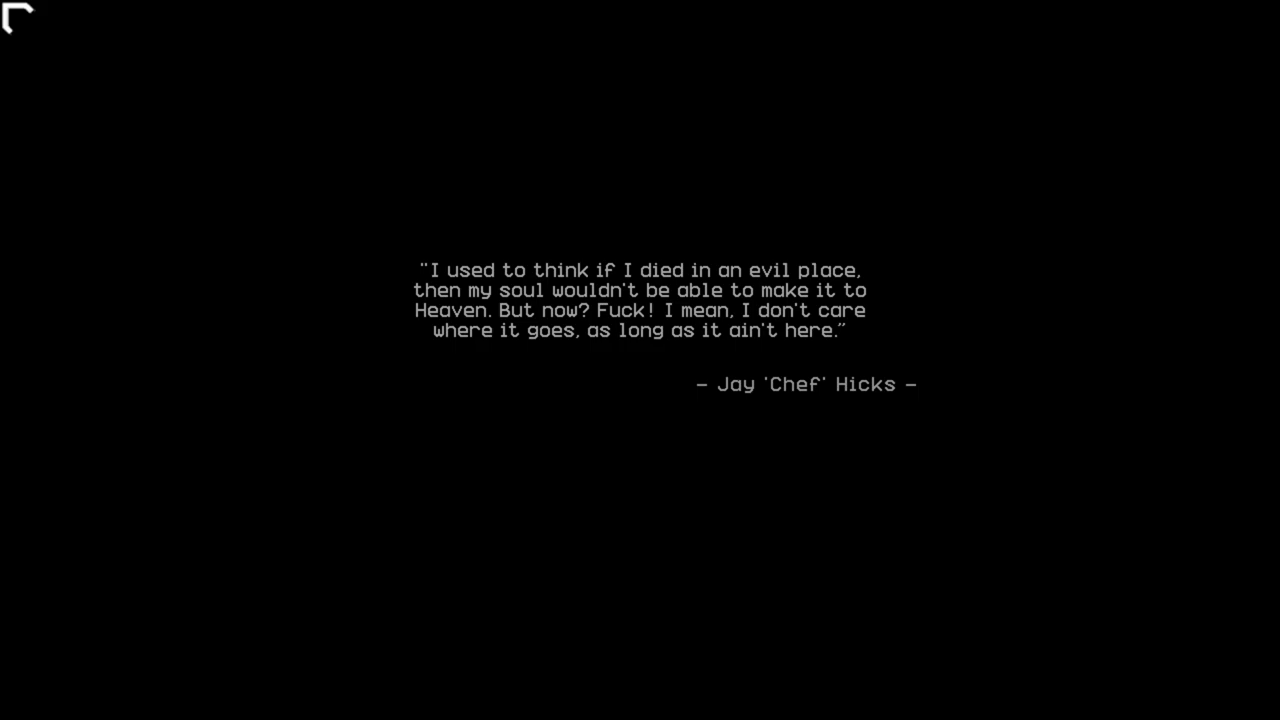 "I used to think if I died in an evil place,
then my soul wouldn't be able to make it to
Heaven. But now? Fuck! I mean, I don't care
where it goes, as long as it ain't here."
- Jay 'Chef' Hicks -